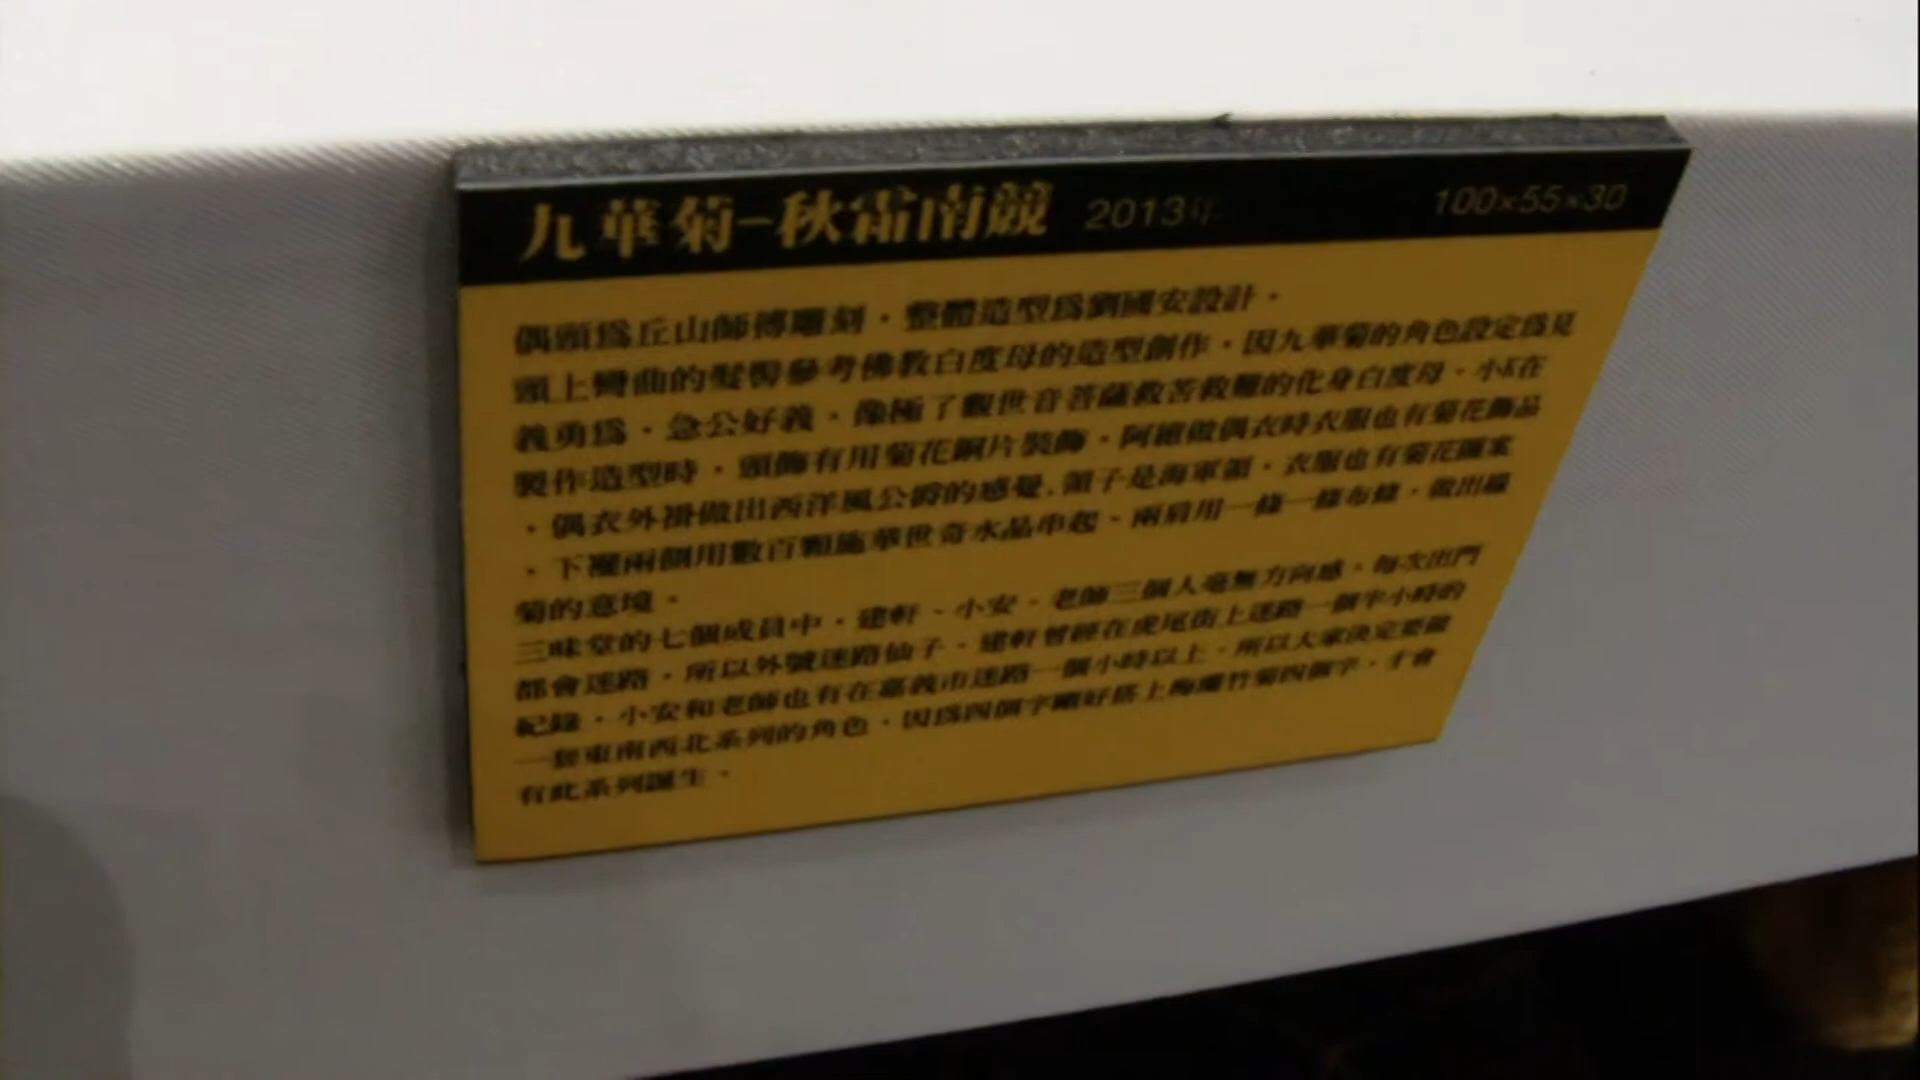 九華菊-秋霜南競 2013年 100×55×30
偶頭為丘山師傅雕刻，整體造型為劉國安設計。
頭上彎曲的髮髻參考佛教白度母的造型創作，因九華菊的角色設定為見
義勇為，急公好義，像極了觀世音菩薩救苦救難的化身白度母，小K在
製作造型時，頭飾有用菊花銅片裝飾，阿 做偶衣時衣服也有菊花飾品
，偶衣外褂做出西洋風公爵的感覺，領子是海軍領，衣服也有菊花圖案
，下襬兩側用數百顆施華世奇水晶串起、兩肩用一條一條布條，做出
菊的意境。
三昧堂的七個成員中，建軒、小安、老師三個人毫無方向感，每次出門
都會迷路，所以外號迷路仙子，建軒曾經在虎尾街上迷路一個半小時的
紀錄，小安和老師也有在嘉義市迷路一個小時以上，所以大家決定要
一套東南西北系列的角色，因為四個字剛好搭上梅蘭竹菊四個字，才會
有此系列誕生。